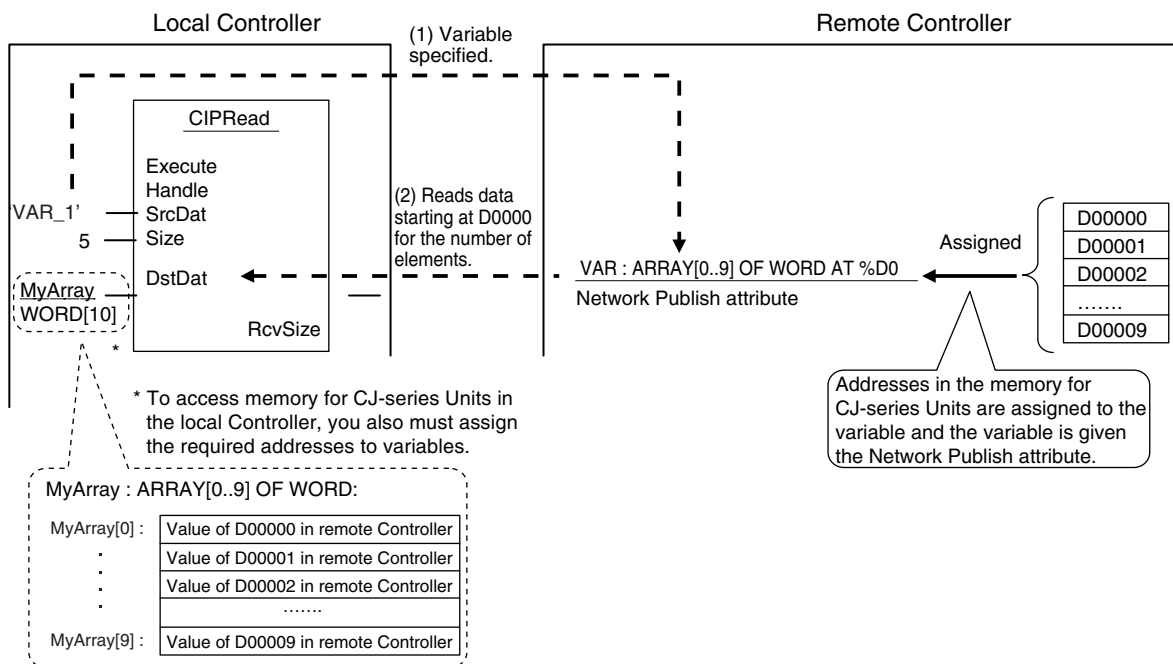 Local Controller
Remote Controller
(1) Variable
specified.
CIPRead
Execute
Handle
SrcDat
Size
DstDat
RcvSize
'VAR_1'
5
MyArray
WORD[10]
*
(2) Reads data
starting at D0000
for the number of
elements.
VAR : ARRAY[0..9] OF WORD AT %D0
Network Publish attribute
Assigned
D00000
D00001
D00002
.......
D00009
Addresses in the memory for
CJ-series Units are assigned to the
variable and the variable is given
the Network Publish attribute.
* To access memory for CJ-series Units in
the local Controller, you also must assign
the required addresses to variables.
MyArray : ARRAY[0..9] OF WORD:
MyArray[0] : Value of D00000 in remote Controller
Value of D00001 in remote Controller
Value of D00002 in remote Controller
.......
MyArray[9] : Value of D00009 in remote Controller